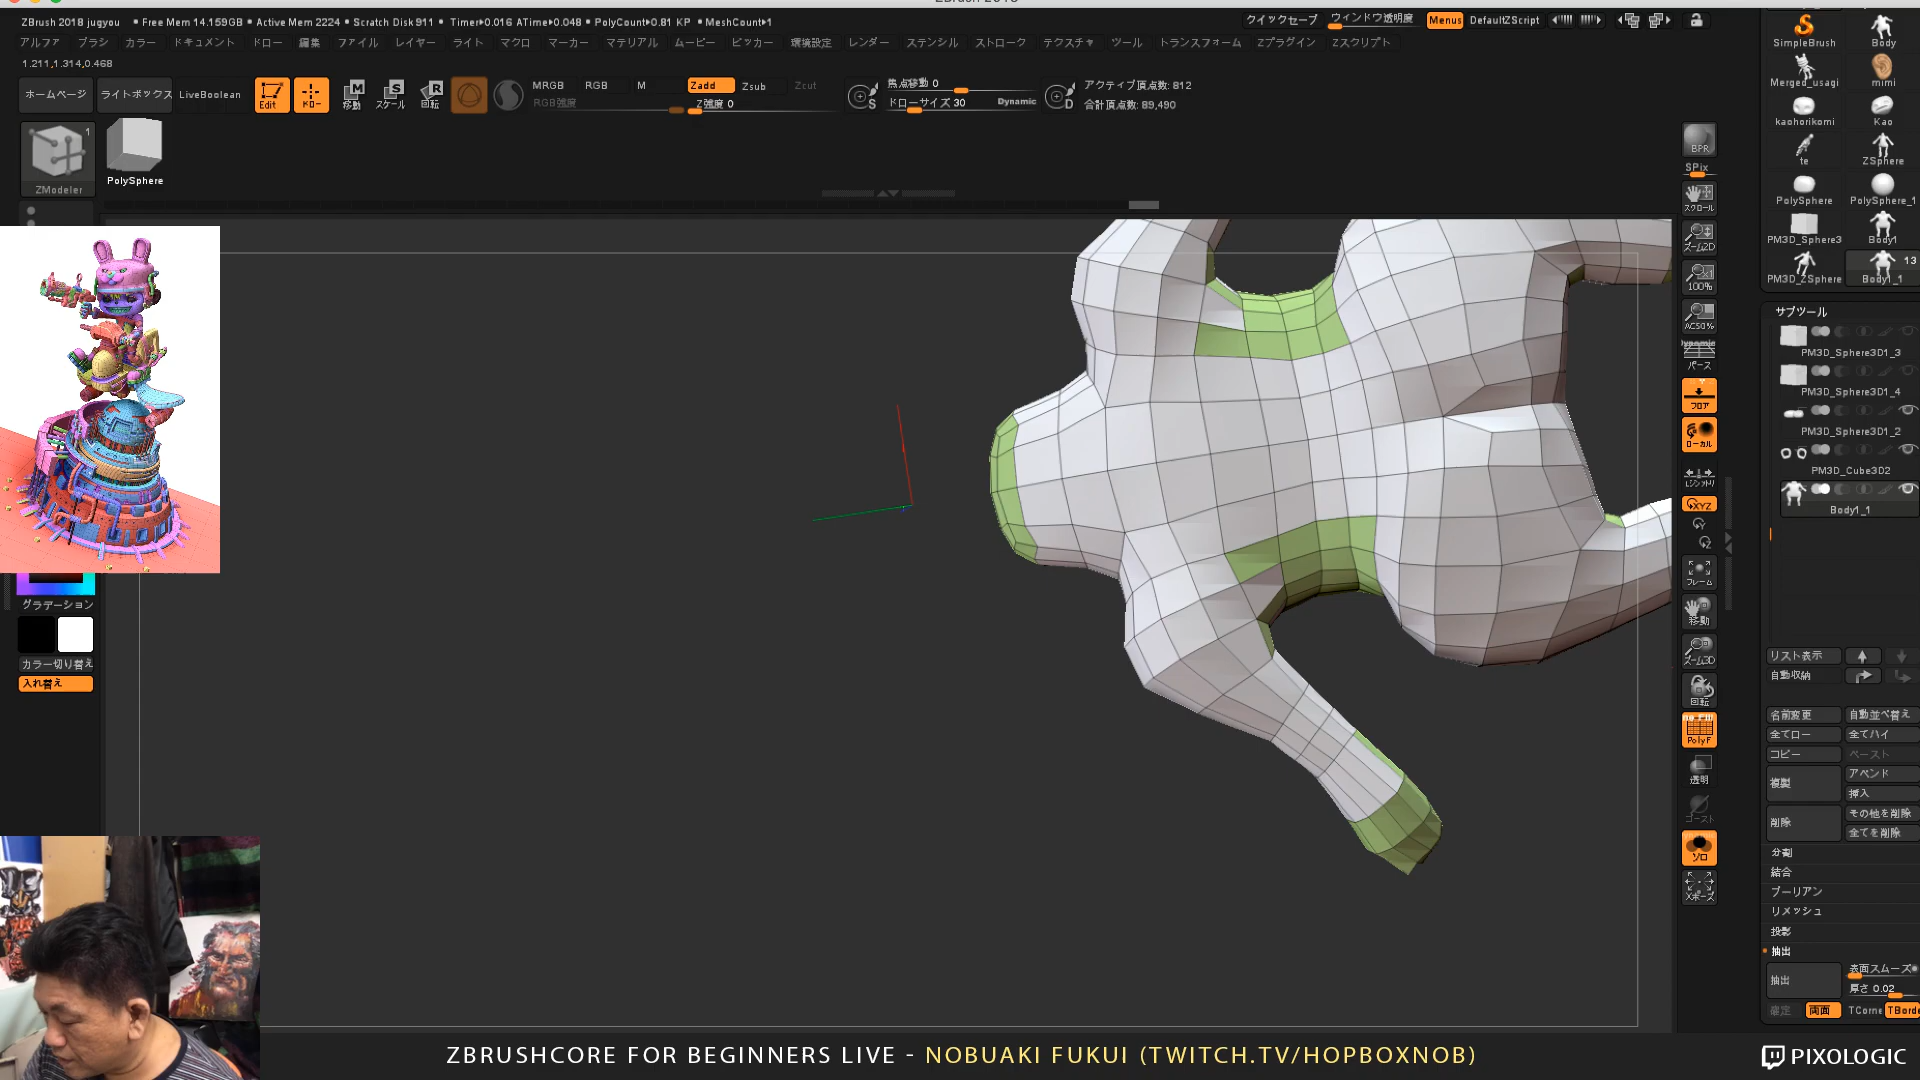 ZBrush 2018 jugyou ● Free Mem 14.159GB ● Active Mem 2224 ● Scratch Disk 911 ● Timer▸0.016 ATime▸0.048 ● PolyCount▸0.81 KP ● MeshCount▸1
クイックセーブ ウィンドウ透明度 Menus DefaultZScript
アルファ ブラシ カラー ドキュメント ドロー 編集 ファイル レイヤー ライト マクロ マーカー マテリアル ムービー ピッカー 環境設定 レンダー ステンシル ストローク テクスチャ ツール トランスフォーム Zプラグイン Zスクリプト
1.211,1.314,0.468
ホームページ ライトボックス LiveBoolean Edit ドロー 移動 スケール 回転
MRGB RGB M Zadd Zsub Zcut
RGB強度 Z強度 0
焦点移動 0
ドローサイズ 30 Dynamic
アクティブ頂点数: 812
合計頂点数: 89,490
1
ZModeler
PolySphere
グラデーション
カラー切り替え
入れ替え
BPR
SPix
スクロール
ズーム2D
100%
AC50%
Dynamic
パース
フロア
ローカル
XYZ
フレーム
移動
ズーム3D
回転
PolyF
透明
ゴースト
ソロ
Xポーズ
SimpleBrush Body
Merged_usagi mimi
kaohorikomi Kao
te ZSphere
PolySphere PolySphere_1
PM3D_Sphere3 Body1
13
PM3D_ZSphere Body1_1
サブツール
PM3D_Sphere3D1_3
PM3D_Sphere3D1_4
PM3D_Sphere3D1_2
PM3D_Cube3D2
Body1_1
リスト表示
自動収納
名前変更 自動並べ替え
全てロー 全てハイ
コピー ペースト
複製 アペンド
挿入
削除 その他を削除
全てを削除
分割
結合
ブーリアン
リメッシュ
投影
抽出
抽出 表面スムーズ
厚さ 0.02
両面 TCorne TBorde
ZBRUSHCORE FOR BEGINNERS LIVE - NOBUAKI FUKUI (TWITCH.TV/HOPBOXNOB)
PIXOLOGIC